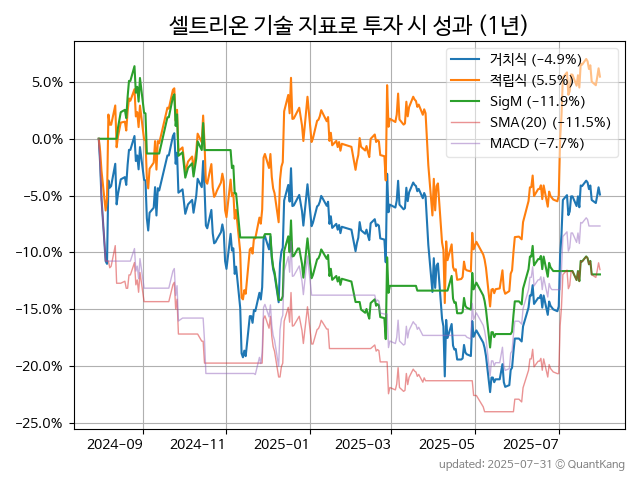 셀트리온 기술 지표로 투자 시 성과 (1년)
거치식 (−4.9%)
적립식 (5.5%)
SigM (−11.9%)
SMA(20) (−11.5%)
MACD (−7.7%)
5.0%
0.0%
−5.0%
−10.0%
−15.0%
−20.0%
−25.0%
2024−09
2024−11
2025−01
2025−03
2025−05
2025−07
updated: 2025−07−31 © QuantKang